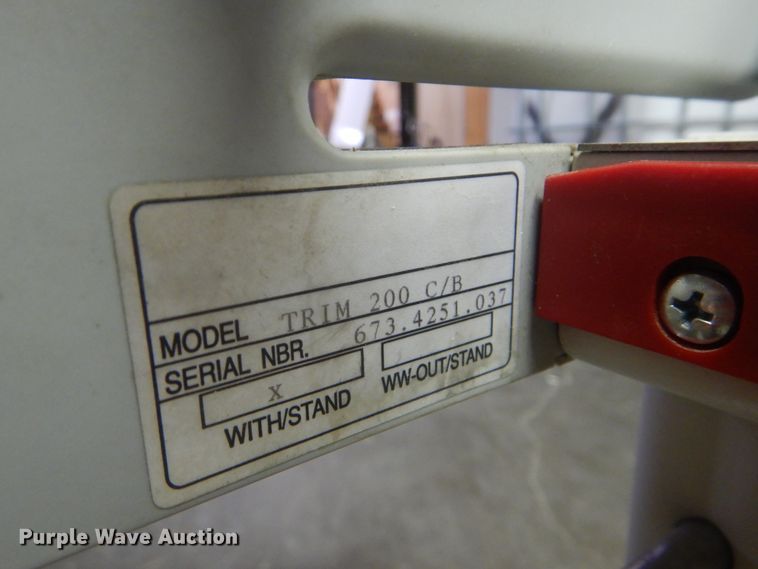 MODEL TRIM 200 C/B
SERIAL NBR. 673.4251.037
x
WITH/STAND WW-OUT/STAND
Purple Wave Auction